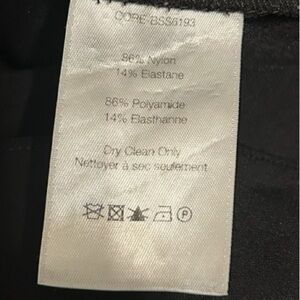 CORE-BSS6193
86% Nylon
14% Elastane
86% Polyamide
14% Elasthanne
Dry Clean Only
Nettoyer à sec seulement
P